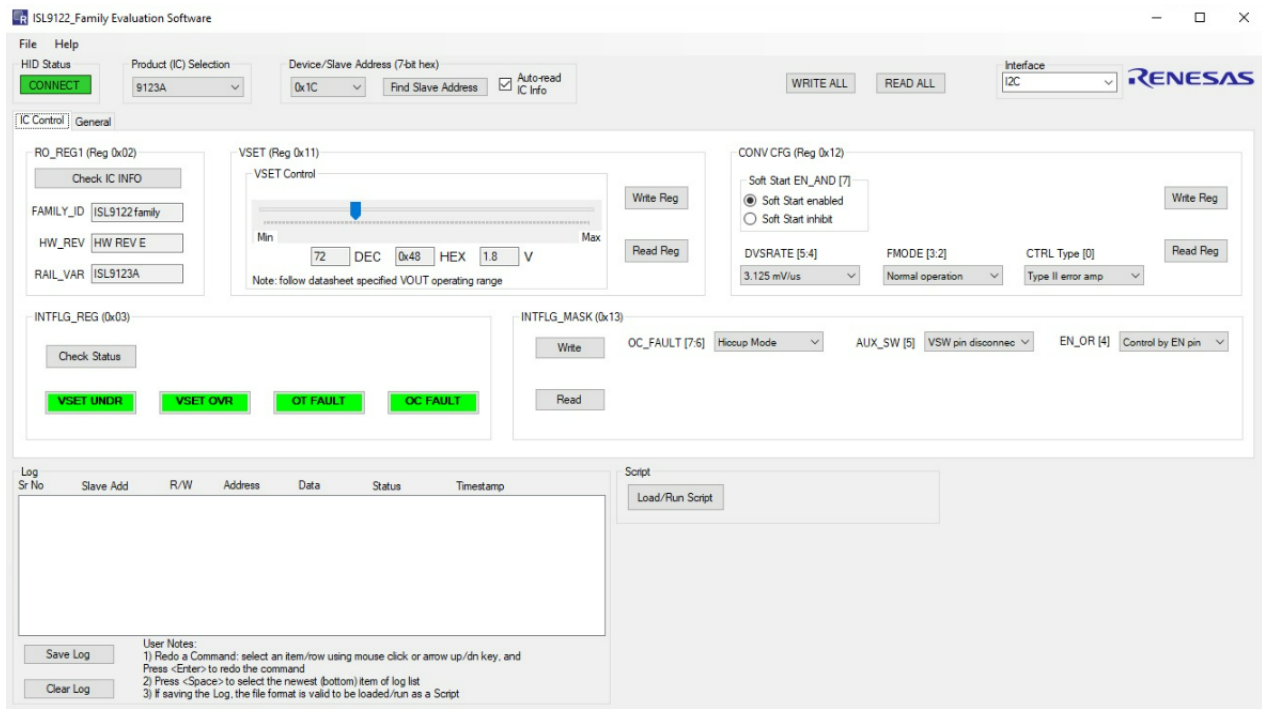 ISL9122_Family Evaluation Software
File Help
HID Status
CONNECT
Product (IC) Selection
9123A
Device/Slave Address (7-bit hex)
0x1C
Find Slave Address
Auto-read
IC Info
WRITE ALL
READ ALL
Interface
I2C
RENESAS
IC Control
General
RO_REG1 (Reg 0x02)
Check IC INFO
FAMILY_ID ISL9122 family
HW_REV HW REV E
RAIL_VAR ISL9123A
VSET (Reg 0x11)
VSET Control
Min
Max
72 DEC 0x48 HEX 1.8 V
Note: follow datasheet specified VOUT operating range
Write Reg
Read Reg
CONV CFG (Reg 0x12)
Soft Start EN_AND [7]
Soft Start enabled
Soft Start inhibit
DVSRATE [5:4]
3.125 mV/us
FMODE [3:2]
Normal operation
CTRL Type [0]
Type II error amp
Write Reg
Read Reg
INTFLG_REG (0x03)
Check Status
VSET UNDR
VSET OVR
OT FAULT
OC FAULT
INTFLG_MASK (0x13)
Write
Read
OC_FAULT [7:6] Hiccup Mode
AUX_SW [5] VSW pin disconnec
EN_OR [4] Control by EN pin
Log
Sr No Slave Add R/W Address Data Status Timestamp
Save Log
Clear Log
User Notes:
1) Redo a Command: select an item/row using mouse click or arrow up/dn key, and
Press <Enter> to redo the command
2) Press <Space> to select the newest (bottom) item of log list
3) If saving the Log, the file format is valid to be loaded/run as a Script
Script
Load/Run Script